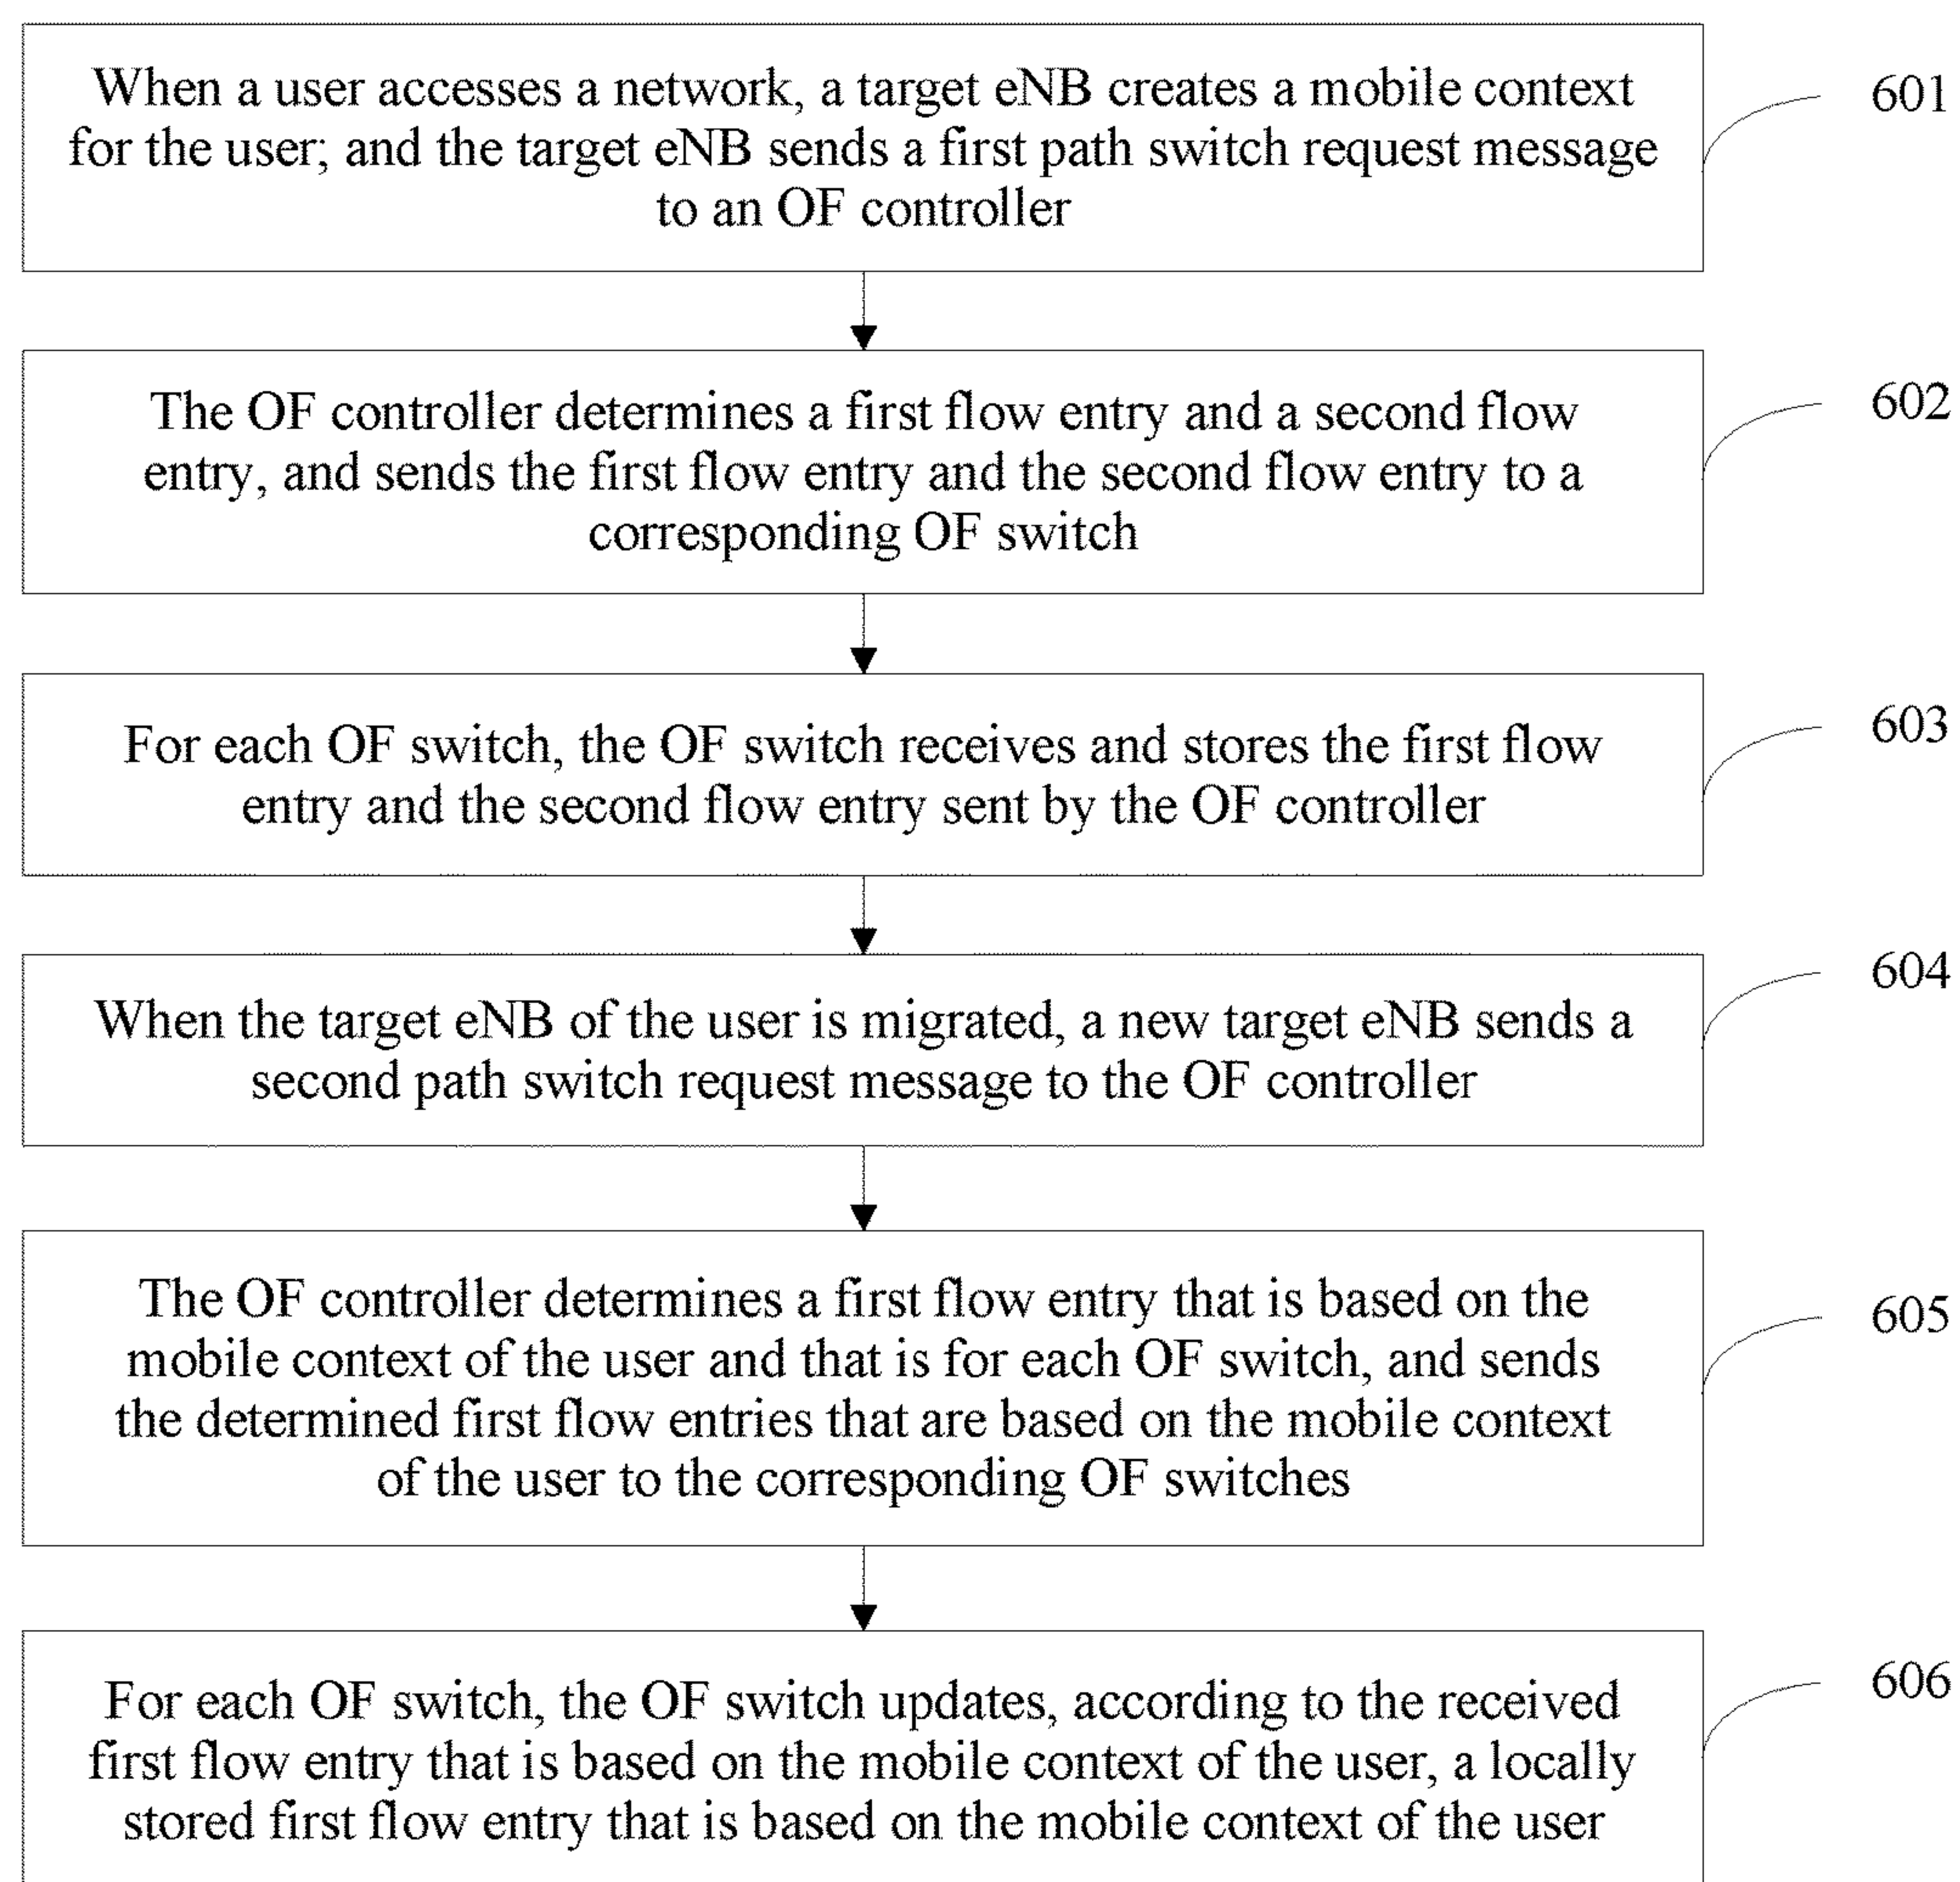 When a user accesses a network, a target eNB creates a mobile context
for the user; and the target eNB sends a first path switch request message
to an OF controller
601
The OF controller determines a first flow entry and a second flow
entry, and sends the first flow entry and the second flow entry to a
corresponding OF switch
602
For each OF switch, the OF switch receives and stores the first flow
entry and the second flow entry sent by the OF controller
603
When the target eNB of the user is migrated, a new target eNB sends a
second path switch request message to the OF controller
604
The OF controller determines a first flow entry that is based on the
mobile context of the user and that is for each OF switch, and sends
the determined first flow entries that are based on the mobile context
of the user to the corresponding OF switches
605
For each OF switch, the OF switch updates, according to the received
first flow entry that is based on the mobile context of the user, a locally
stored first flow entry that is based on the mobile context of the user
606